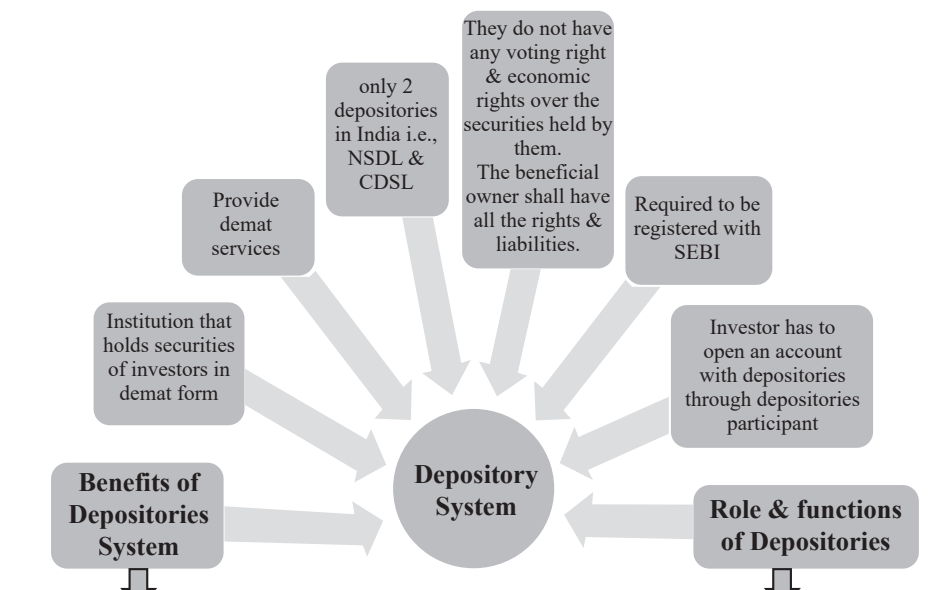 They do not have
any voting right
& economic
rights over the
securities held by
them.
The beneficial
owner shall have
all the rights &
liabilities.
only 2
depositories
in India i.e.,
NSDL &
CDSL
Provide
demat
services
Required to be
registered with
SEBI
Institution that
holds securities
of investors in
demat form
Investor has to
open an account
with depositories
through depositories
participant
Depository
System
Benefits of
Depositories
System
Role & functions
of Depositories